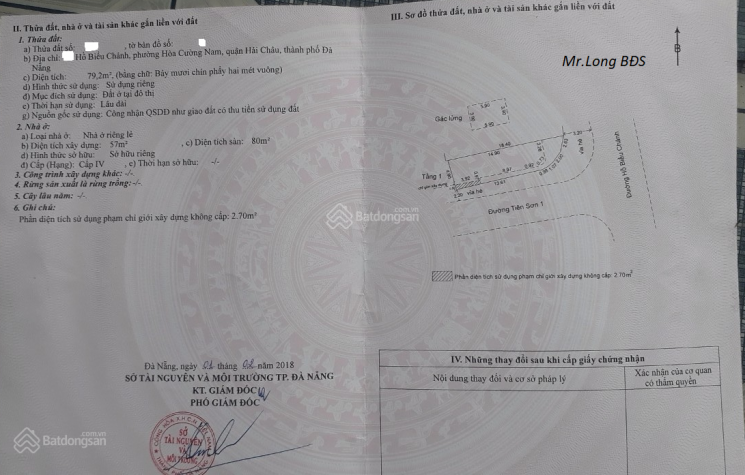 II. Thửa đất, nhà ở và tài sản khác gắn liền với đất
1. Thửa đất:
a) Thửa đất số: , tờ bản đồ số:
b) Địa chỉ: Hồ Biểu Chánh, phường Hòa Cường Nam, quận Hải Châu, thành phố Đà
Nẵng
c) Diện tích: 79,2m², (bằng chữ: Bảy mươi chín phẩy hai mét vuông)
d) Hình thức sử dụng: Sử dụng riêng
đ) Mục đích sử dụng: Đất ở tại đô thị
e) Thời hạn sử dụng: Lâu dài
g) Nguồn gốc sử dụng: Công nhận QSDĐ như giao đất có thu tiền sử dụng đất
2. Nhà ở:
a) Loại nhà ở: Nhà ở riêng lẻ
b) Diện tích xây dựng: 57m² , c) Diện tích sàn: 80m²
d) Hình thức sở hữu: Sở hữu riêng
đ) Cấp (Hạng): Cấp IV , e) Thời hạn sở hữu: -/-
3. Công trình xây dựng khác: -/-
4. Rừng sản xuất là rừng trồng:-/-
5. Cây lâu năm: -/-
6. Ghi chú:
Phần diện tích sử dụng phạm chỉ giới xây dựng không cấp: 2.70m²
Đà Nẵng, ngày tháng năm 2018
SỞ TÀI NGUYÊN VÀ MÔI TRƯỜNG TP. ĐÀ NẴNG
KT. GIÁM ĐỐC
PHÓ GIÁM ĐỐC
SỞ
TÀI NGUYÊN
VÀ
MÔI TRƯỜNG
III. Sơ đồ thửa đất, nhà ở và tài sản khác gắn liền với đất
Mr.Long BĐS
B
Gác lửng
Tầng 1
Vỉa hè
Vỉa hè
Đường Tiên Sơn 1
Đường Hồ Biểu Chánh
Phần diện tích sử dụng phạm chỉ giới xây dựng không cấp: 2.70m²
IV. Những thay đổi sau khi cấp giấy chứng nhận
Nội dung thay đổi và cơ sở pháp lý
Xác nhận của cơ quan
có thẩm quyền
Batdongsan
.com.vn
Batdongsan
.com.vn
Batdongsan